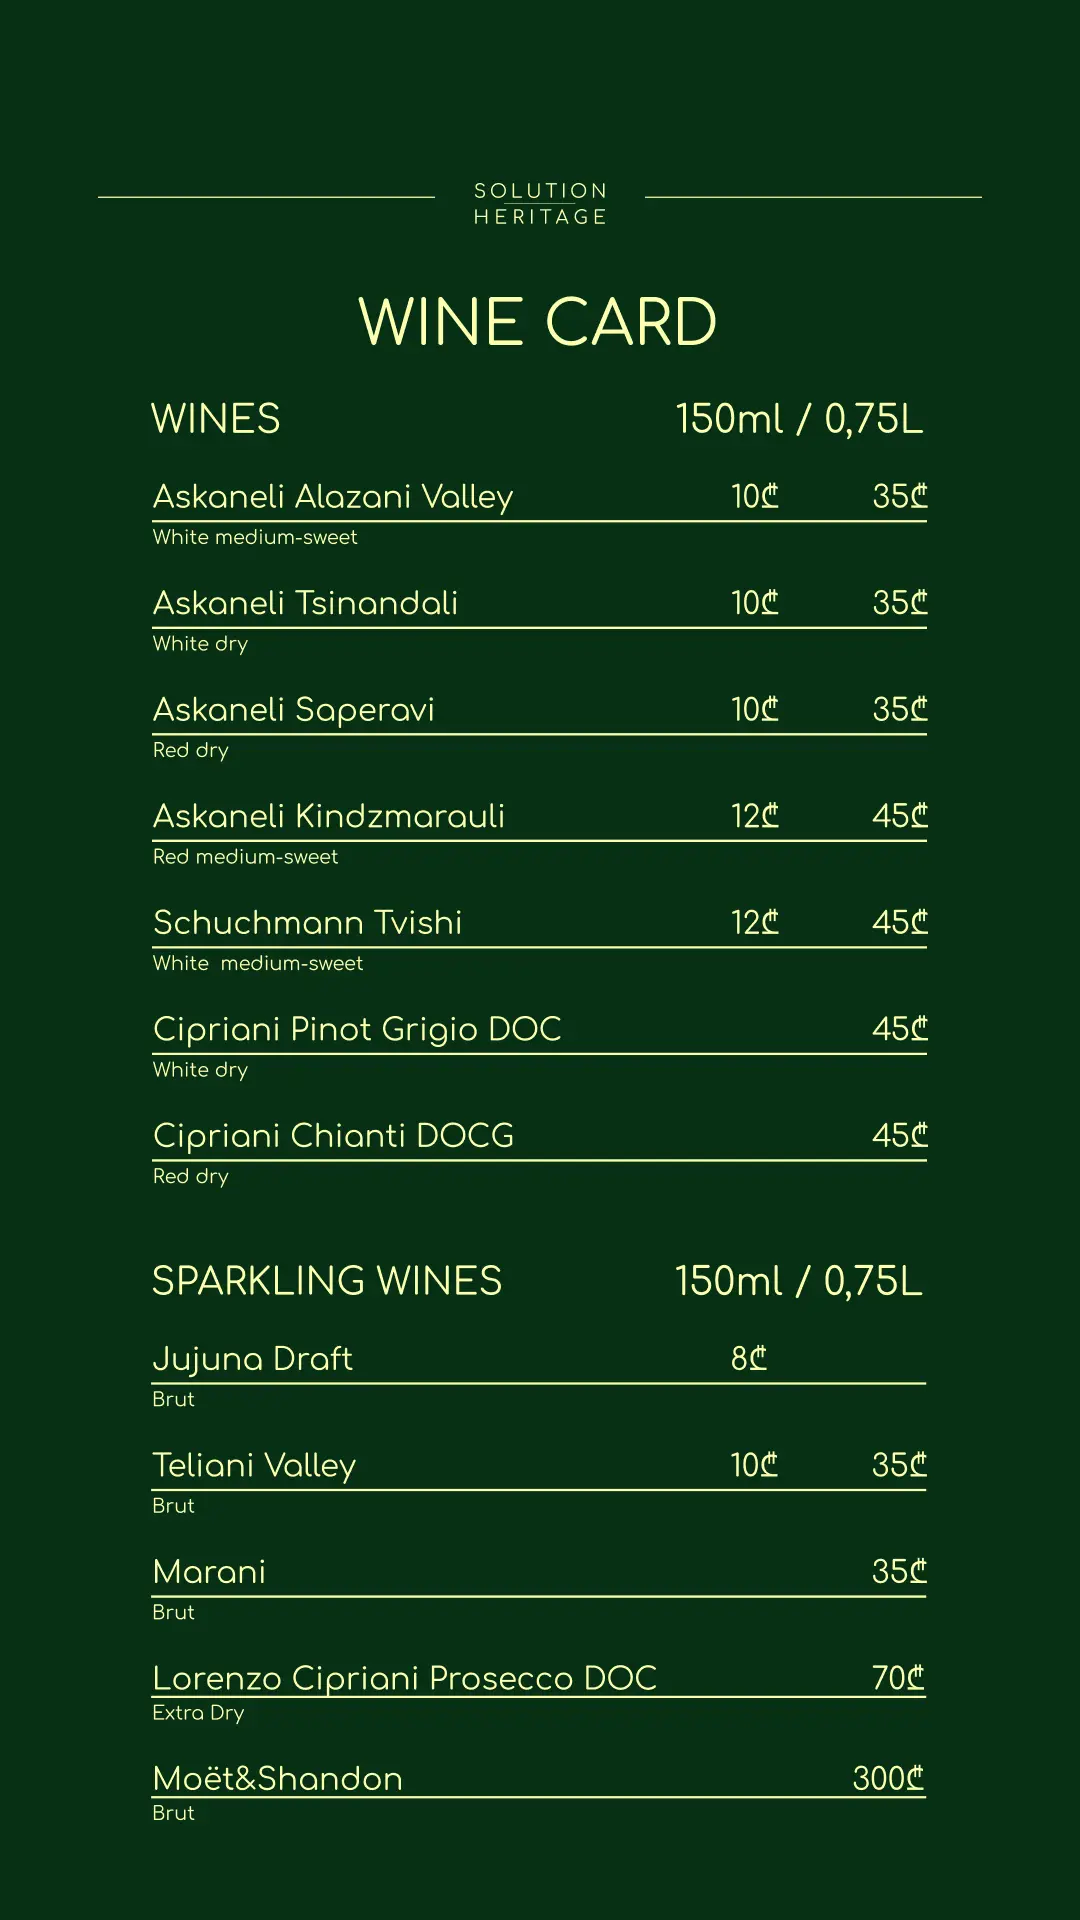 SOLUTION
HERITAGE
WINE CARD
WINES 150ml / 0,75L
Askaneli Alazani Valley 10₾ 35₾
White medium-sweet
Askaneli Tsinandali 10₾ 35₾
White dry
Askaneli Saperavi 10₾ 35₾
Red dry
Askaneli Kindzmarauli 12₾ 45₾
Red medium-sweet
Schuchmann Tvishi 12₾ 45₾
White  medium-sweet
Cipriani Pinot Grigio DOC 45₾
White dry
Cipriani Chianti DOCG 45₾
Red dry
SPARKLING WINES 150ml / 0,75L
Jujuna Draft 8₾
Brut
Teliani Valley 10₾ 35₾
Brut
Marani 35₾
Brut
Lorenzo Cipriani Prosecco DOC 70₾
Extra Dry
Moët&Shandon 300₾
Brut